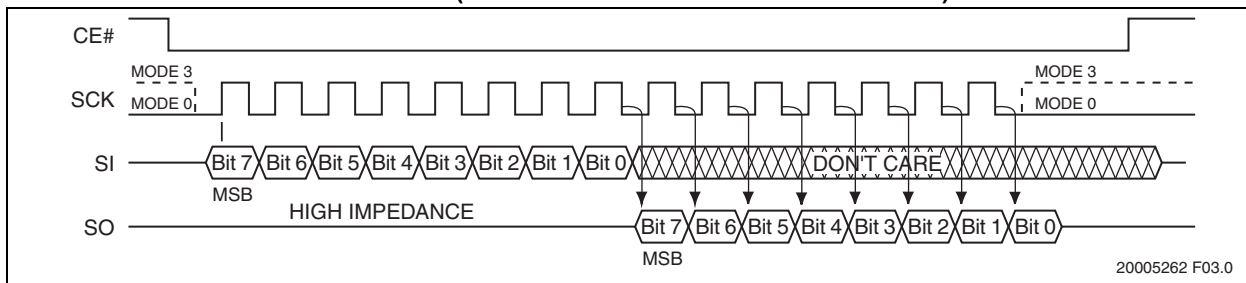 CE#
MODE 3 MODE 3
SCK MODE 0 MODE 0
SI Bit 7 Bit 6 Bit 5 Bit 4 Bit 3 Bit 2 Bit 1 Bit 0 DON'T CARE
MSB
HIGH IMPEDANCE
SO Bit 7 Bit 6 Bit 5 Bit 4 Bit 3 Bit 2 Bit 1 Bit 0
MSB
20005262 F03.0